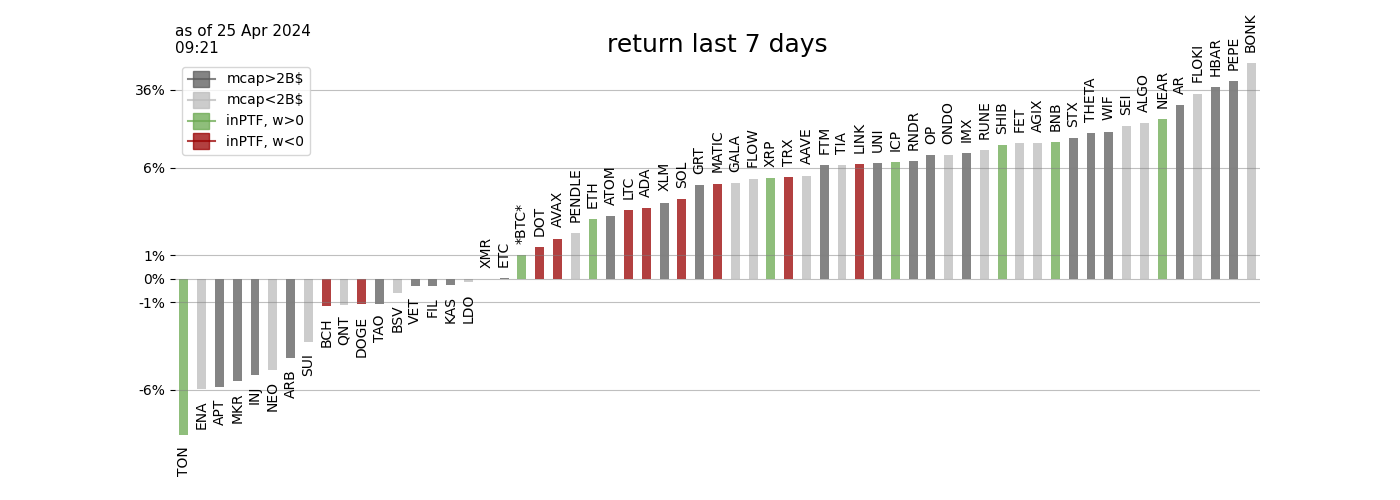 as of 25 Apr 2024
09:21
return last 7 days
mcap>2B$
mcap<2B$
inPTF, w>0
inPTF, w<0
36%
6%
1%
0%
-1%
-6%
TON
ENA
APT
MKR
INJ
NEO
ARB
SUI
BCH
QNT
DOGE
TAO
BSV
VET
FIL
KAS
LDO
XMR
ETC
*BTC*
DOT
AVAX
PENDLE
ETH
ATOM
LTC
ADA
XLM
SOL
GRT
MATIC
GALA
FLOW
XRP
TRX
AAVE
FTM
TIA
LINK
UNI
ICP
RNDR
OP
ONDO
IMX
RUNE
SHIB
FET
AGIX
BNB
STX
THETA
WIF
SEI
ALGO
NEAR
AR
FLOKI
HBAR
PEPE
BONK